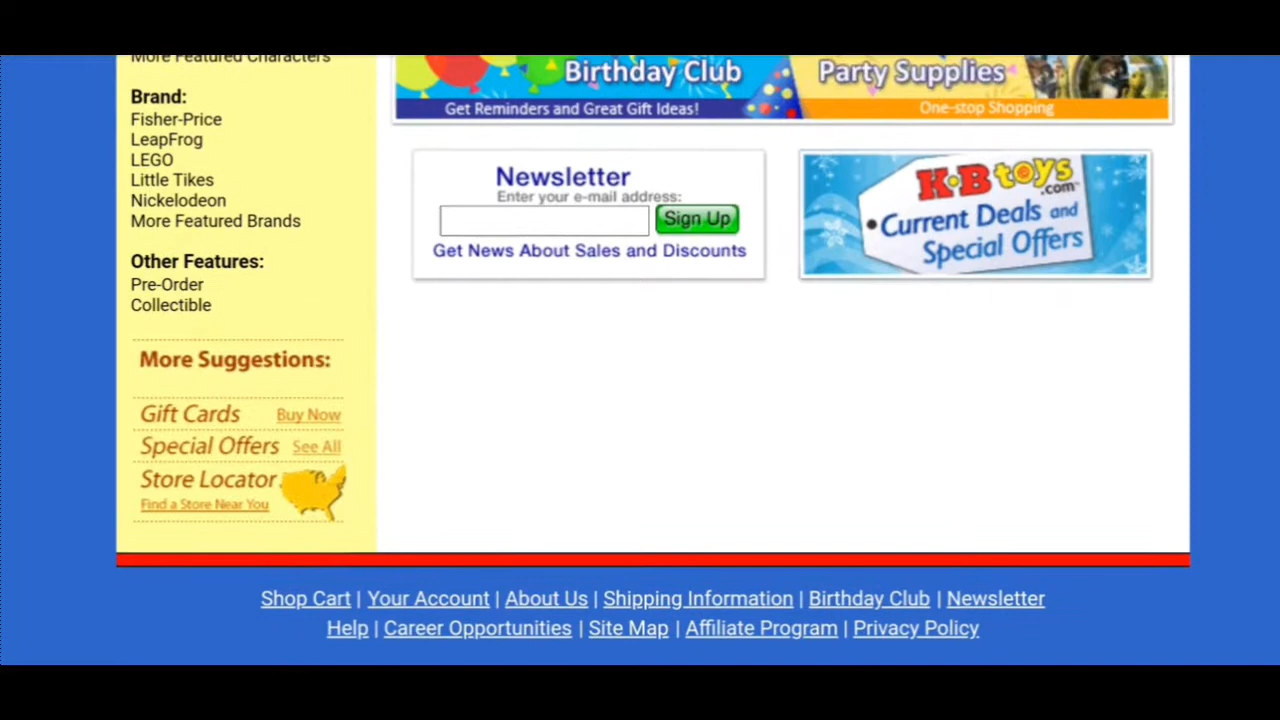 More Featured Characters
Brand:
Fisher-Price
LeapFrog
LEGO
Little Tikes
Nickelodeon
More Featured Brands
Other Features:
Pre-Order
Collectible
More Suggestions:
Gift Cards Buy Now
Special Offers See All
Store Locator
Find a Store Near You
Birthday Club
Get Reminders and Great Gift Ideas!
Party Supplies
One-stop Shopping
Newsletter
Enter your e-mail address:
Sign Up
Get News About Sales and Discounts
K•B toys
.com™
Current Deals and
Special Offers
Shop Cart | Your Account | About Us | Shipping Information | Birthday Club | Newsletter
Help | Career Opportunities | Site Map | Affiliate Program | Privacy Policy